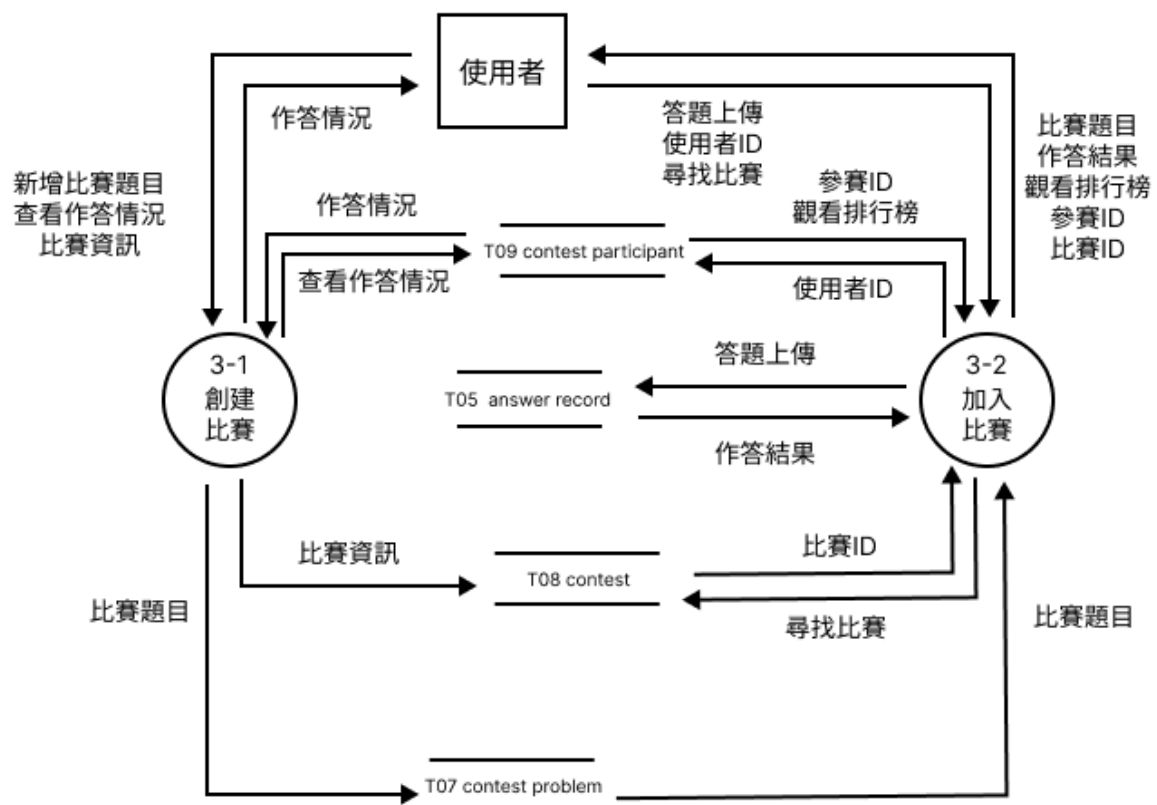 使用者
作答情況
答題上傳
使用者ID
尋找比賽
比賽題目
作答結果
觀看排行榜
參賽ID
比賽ID
新增比賽題目
查看作答情況
比賽資訊
作答情況
參賽ID
觀看排行榜
T09 contest participant
查看作答情況
使用者ID
3-1
創建
比賽
答題上傳
T05 answer record
作答結果
3-2
加入
比賽
比賽資訊
比賽ID
T08 contest
尋找比賽
比賽題目
比賽題目
T07 contest problem